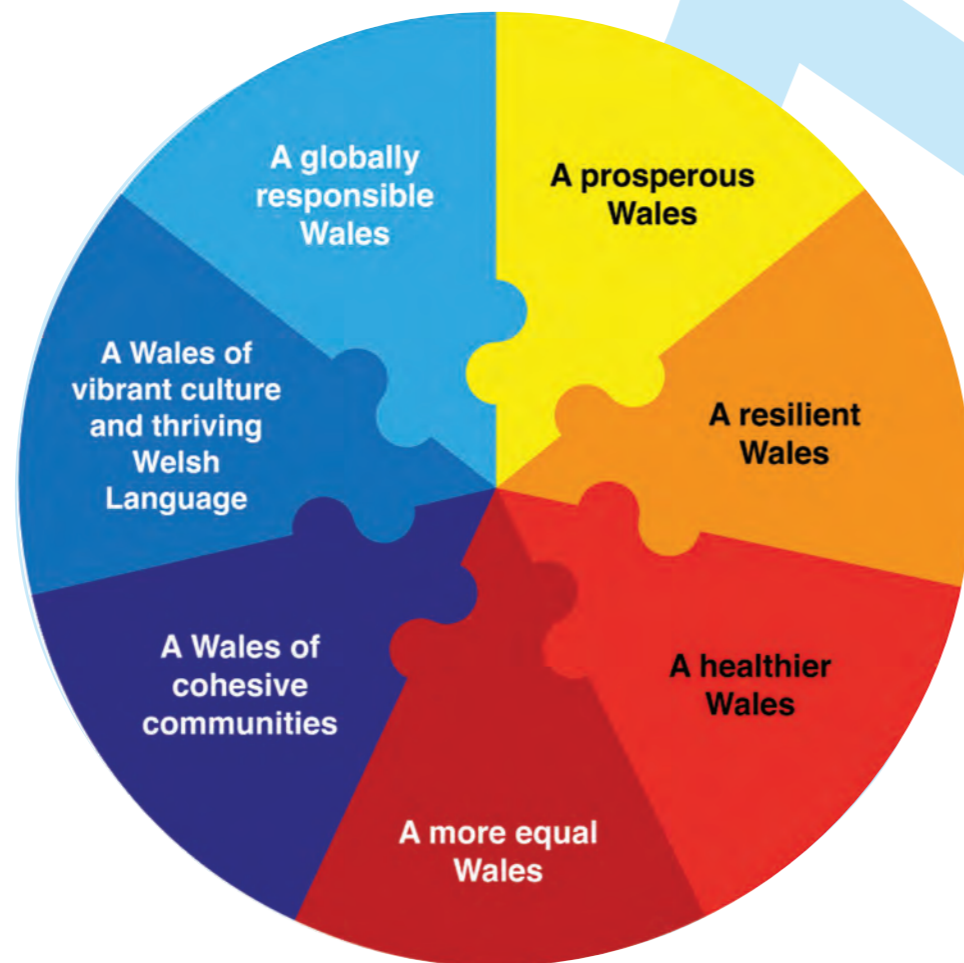 A prosperous
Wales
A resilient
Wales
A healthier
Wales
A more equal
Wales
A Wales of
cohesive
communities
A Wales of
vibrant culture
and thriving
Welsh
Language
A globally
responsible
Wales